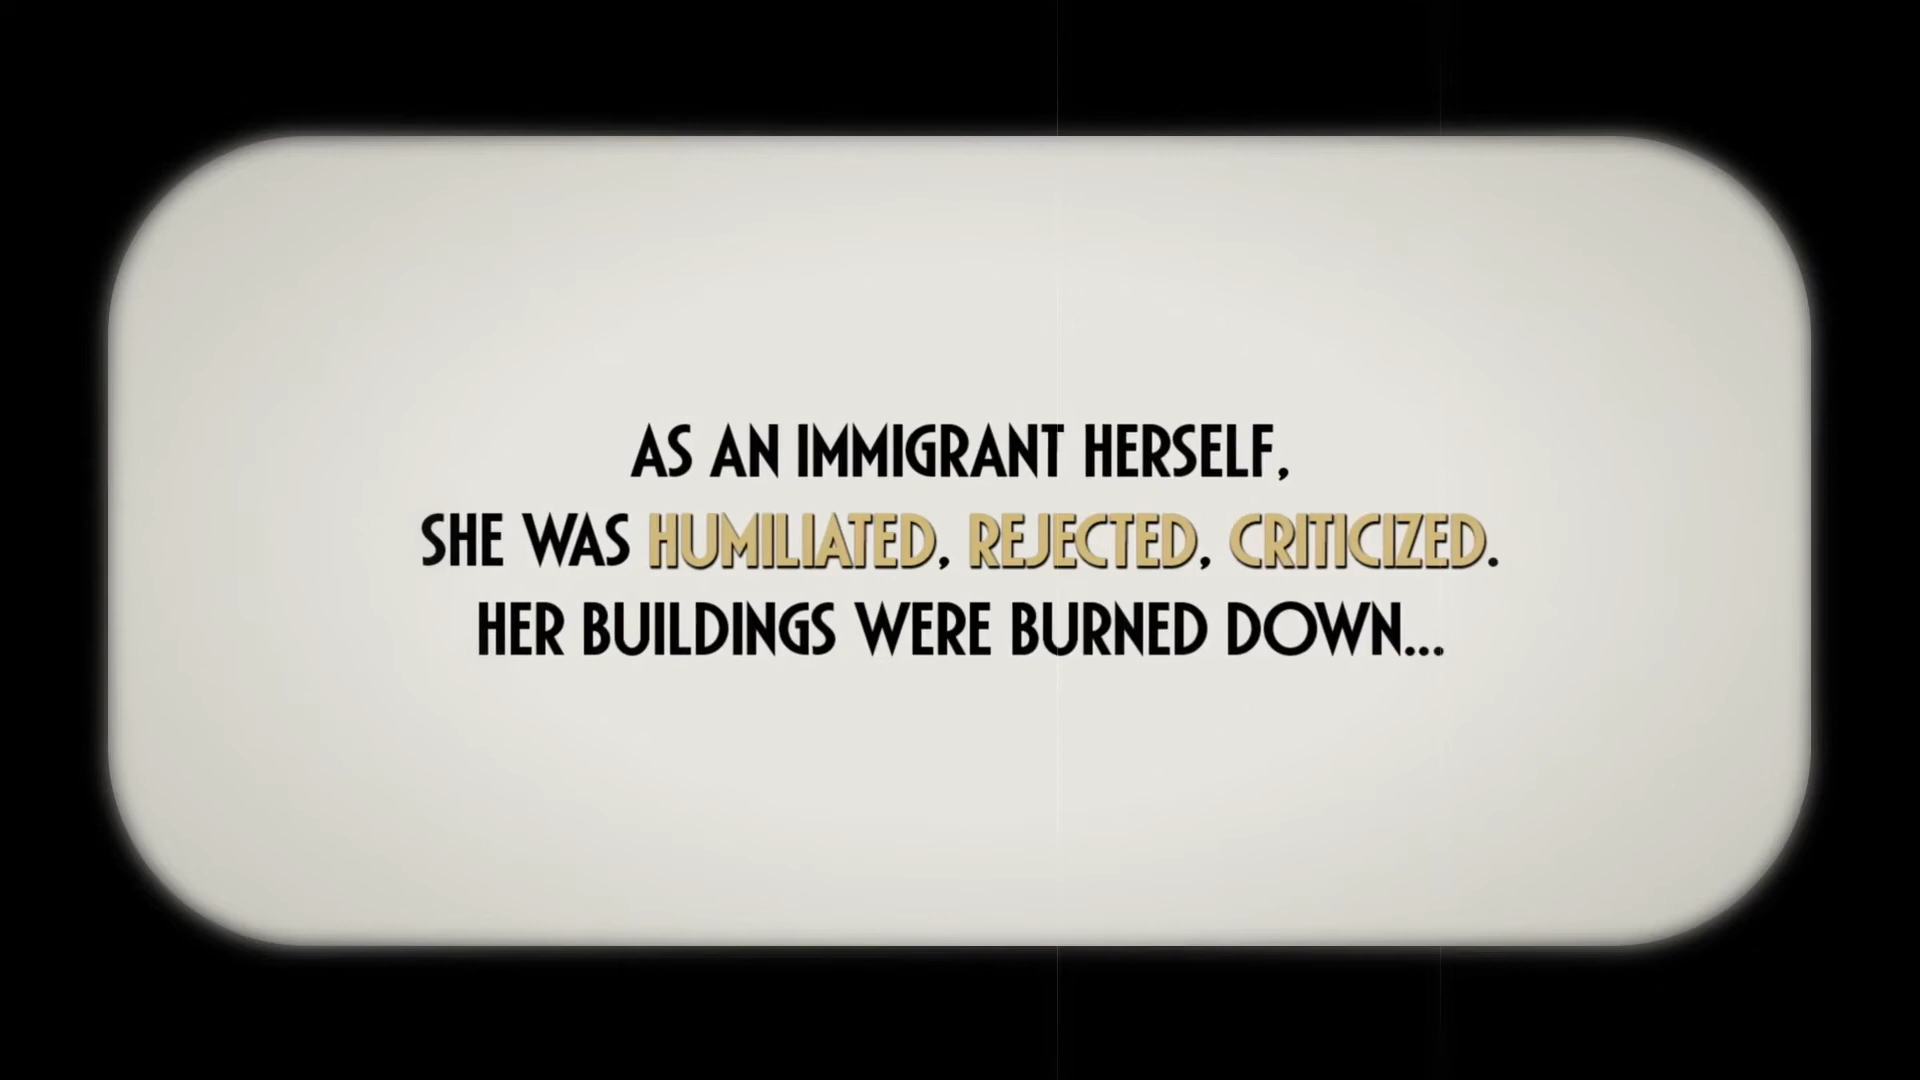 AS AN IMMIGRANT HERSELF,
SHE WAS HUMILIATED, REJECTED, CRITICIZED.
HER BUILDINGS WERE BURNED DOWN...